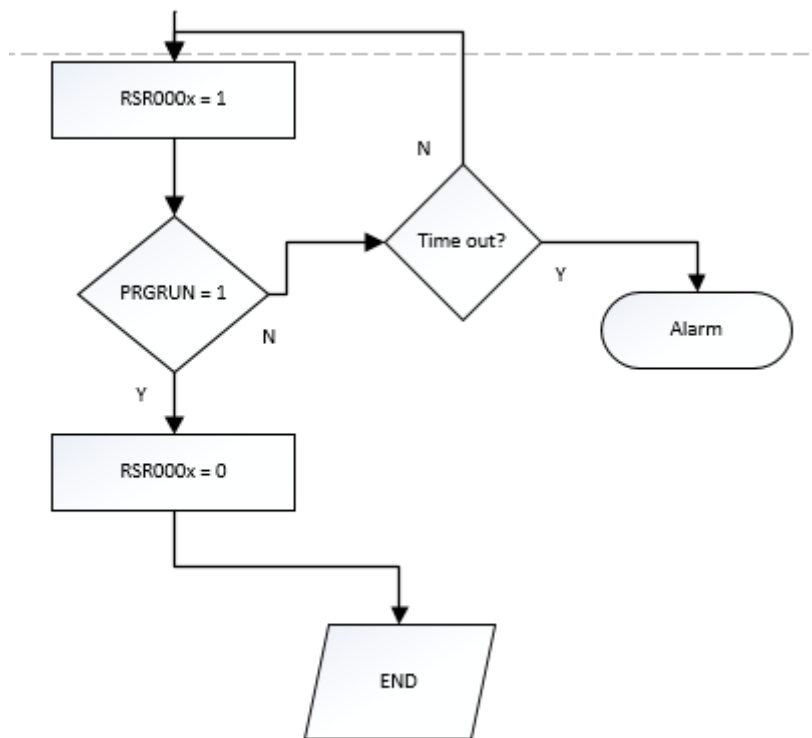 RSR000x = 1
N
Time out?
PRGRUN = 1
Y
N
Alarm
Y
RSR000x = 0
END